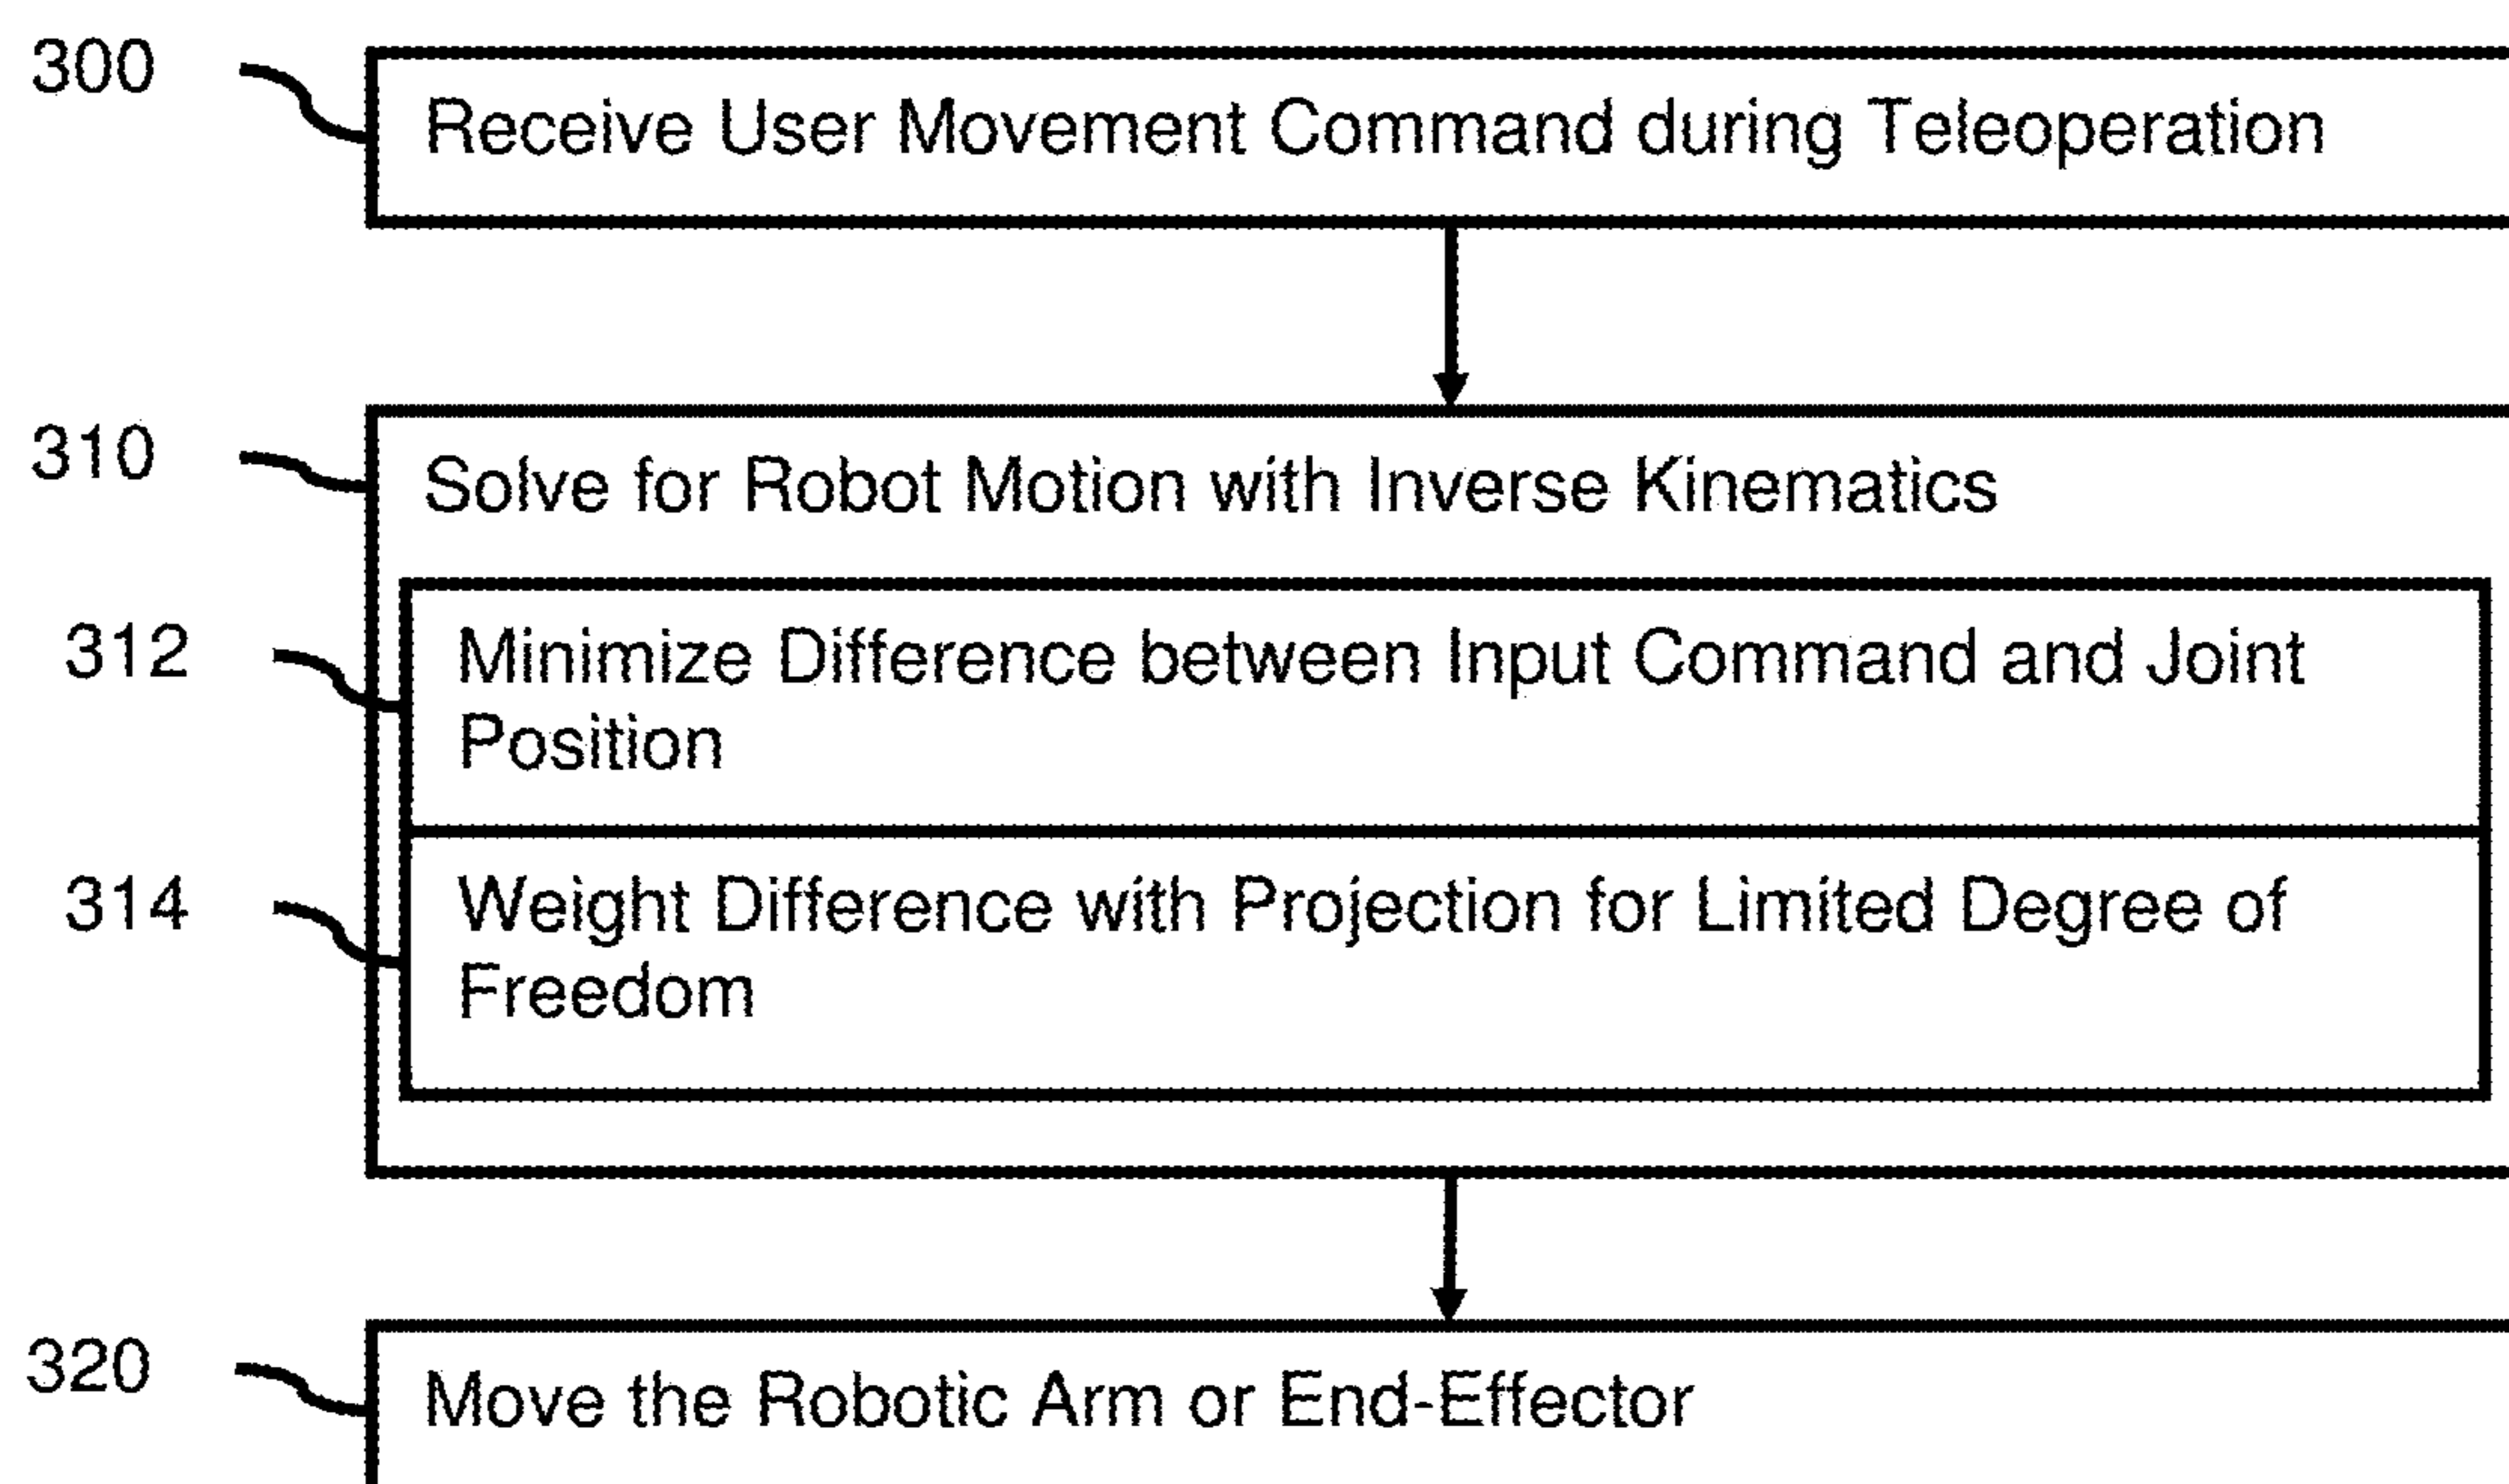 300
Receive User Movement Command during Teleoperation
310
Solve for Robot Motion with Inverse Kinematics
312
Minimize Difference between Input Command and Joint
Position
314
Weight Difference with Projection for Limited Degree of
Freedom
320
Move the Robotic Arm or End-Effector